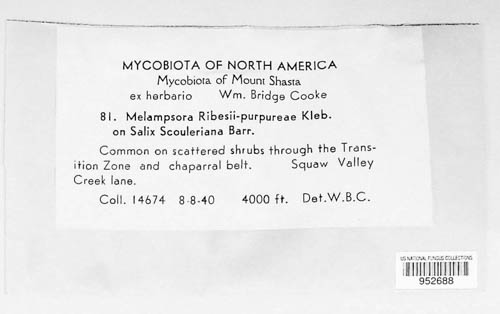 MYCOBIOTA OF NORTH AMERICA
Mycobiota of Mount Shasta
ex herbario Wm. Bridge Cooke
81. Melampsora Ribesii-purpureae Kleb.
on Salix Scouleriana Barr.
Common on scattered shrubs through the Trans-
ition Zone and chaparral belt. Squaw Valley
Creek lane.
Coll. 14674 8-8-40 4000 ft. Det.W.B.C.
US NATIONAL FUNGUS COLLECTIONS
952688